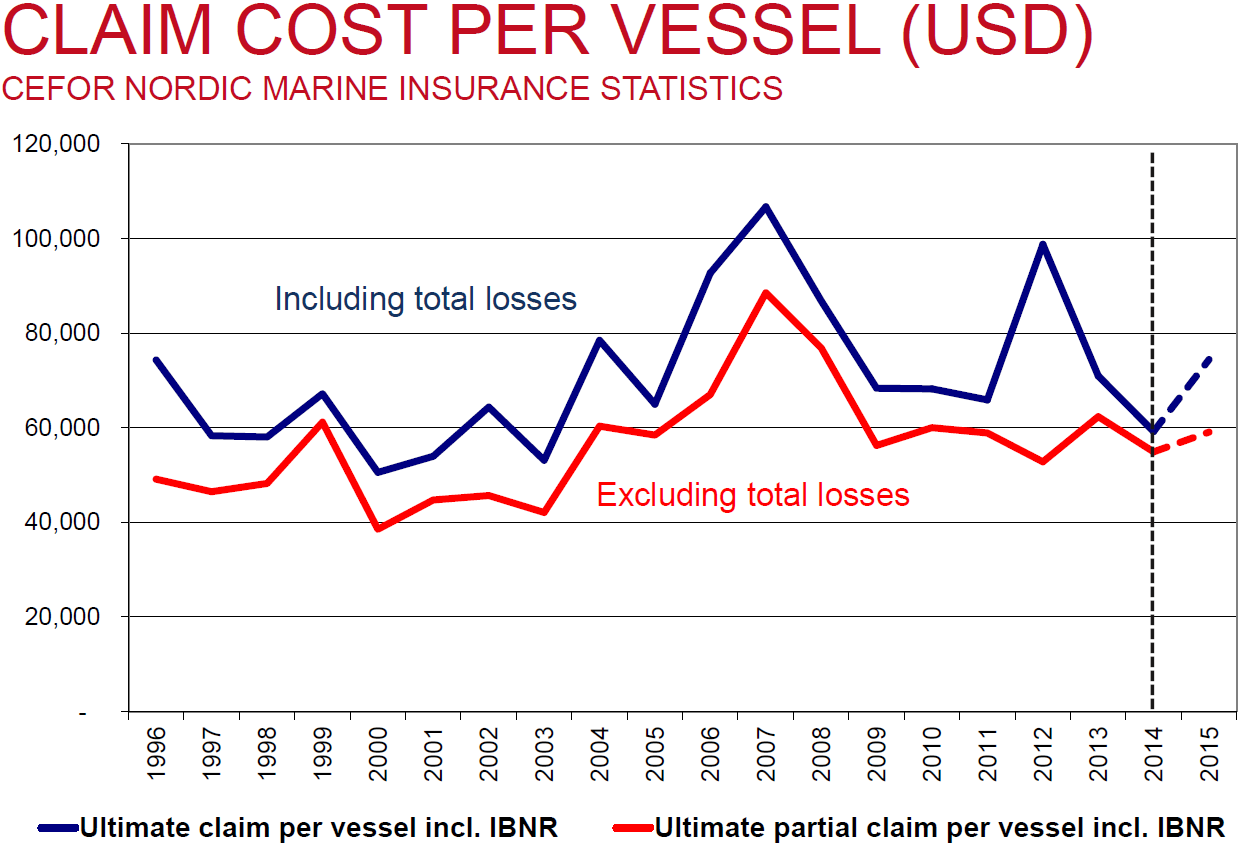 CLAIM COST PER VESSEL (USD)
CEFOR NORDIC MARINE INSURANCE STATISTICS
120,000
100,000
80,000
60,000
40,000
20,000
-
Including total losses
Excluding total losses
1996 1997 1998 1999 2000 2001 2002 2003 2004 2005 2006 2007 2008 2009 2010 2011 2012 2013 2014 2015
Ultimate claim per vessel incl. IBNR Ultimate partial claim per vessel incl. IBNR